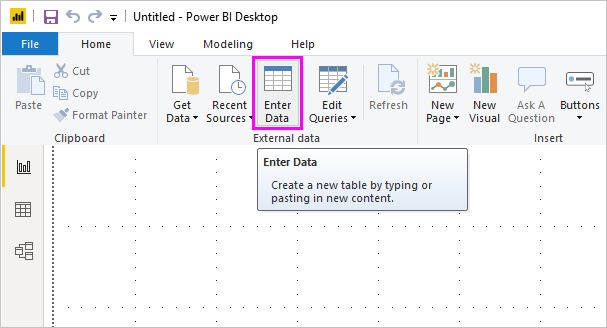 Untitled - Power BI Desktop
File Home View Modeling Help
Paste
Cut
Copy
Format Painter
Get Data
Recent Sources
Enter Data
Edit Queries
Refresh
New Page
New Visual
Ask A Question
Buttons
Clipboard External data Insert
Enter Data
Create a new table by typing or
pasting in new content.